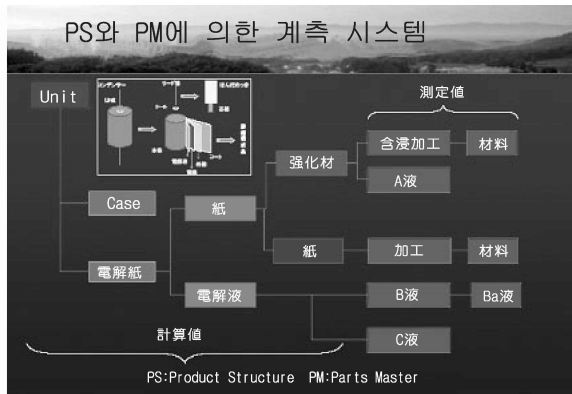 PS와 PM에 의한 계측 시스템
Unit
測定値
含浸加工
材料
强化材
A液
Case
紙
紙
加工
材料
電解紙
電解液
B液
Ba液
計算値
C液
PS:Product Structure PM:Parts Master